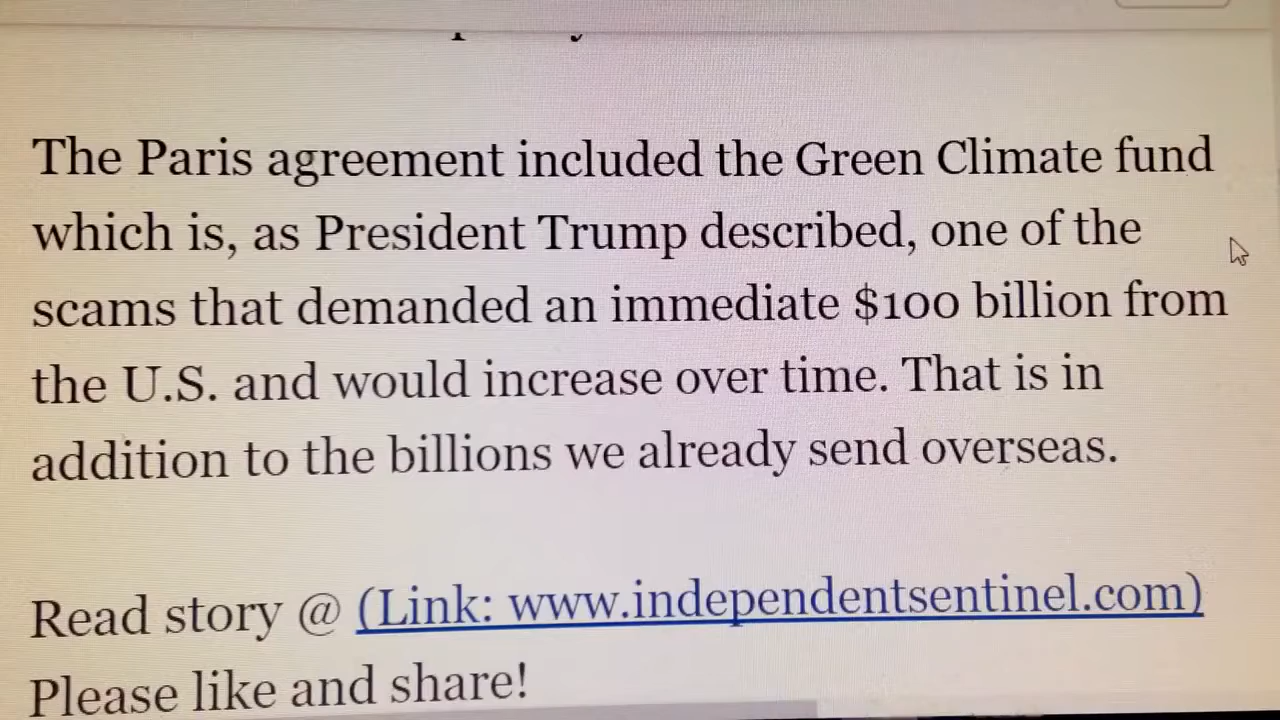 The Paris agreement included the Green Climate fund
which is, as President Trump described, one of the
scams that demanded an immediate $100 billion from
the U.S. and would increase over time. That is in
addition to the billions we already send overseas.
Read story @ (Link: www.independentsentinel.com)
Please like and share!